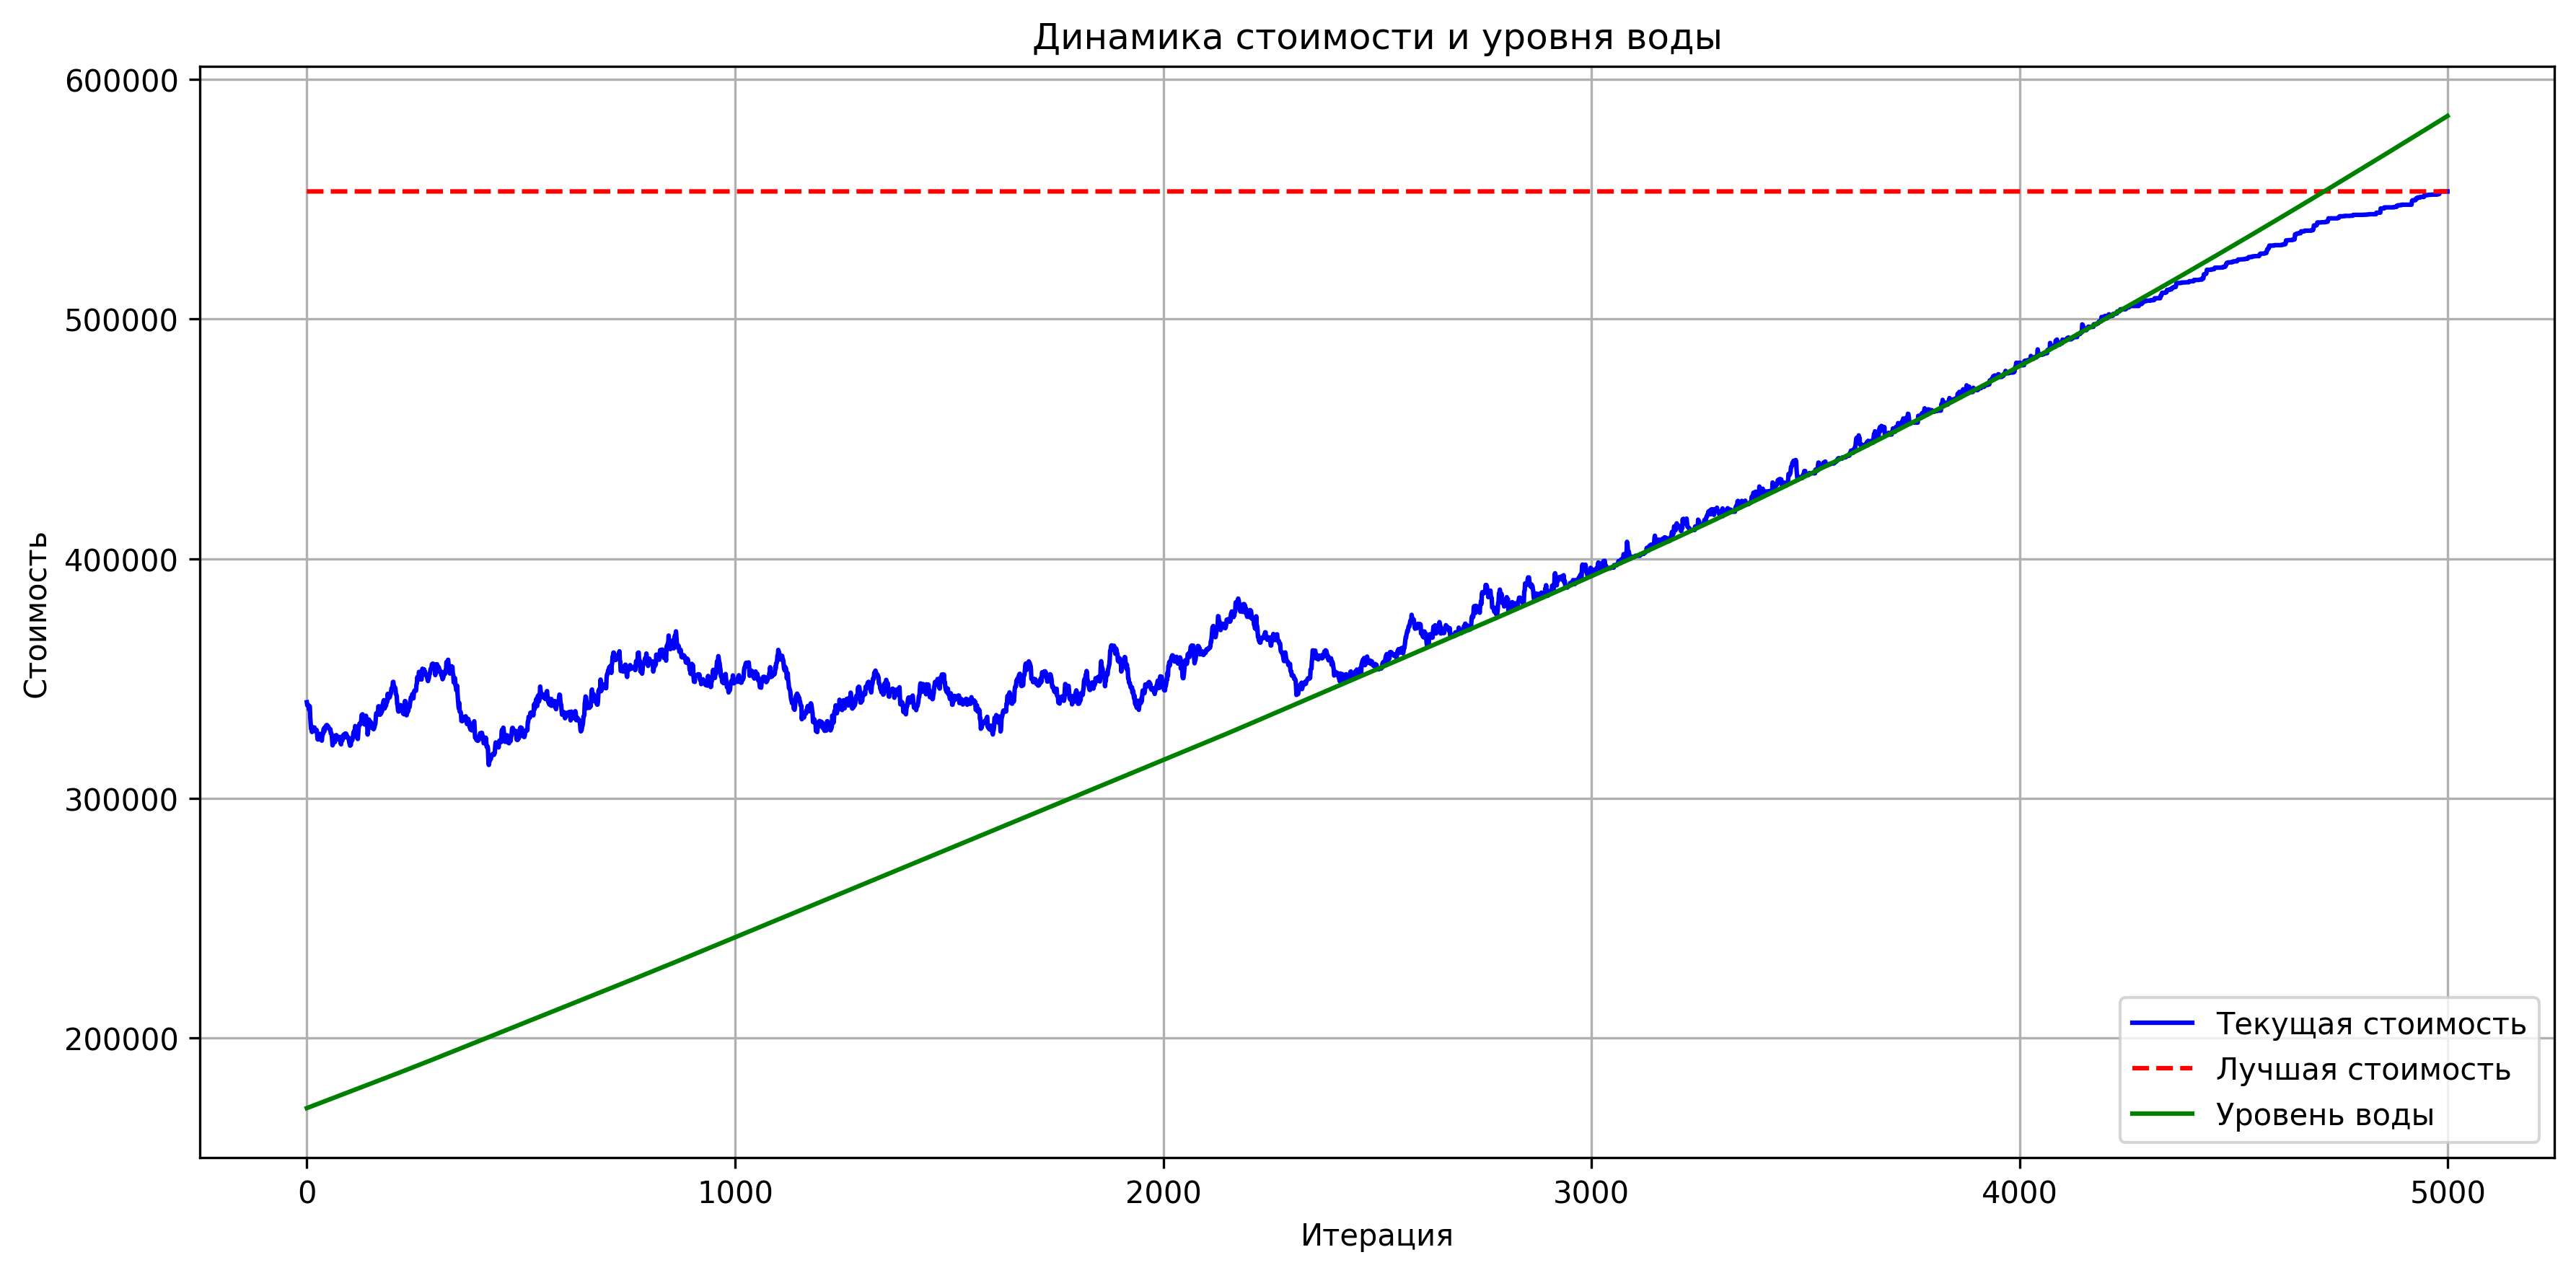 Динамика стоимости и уровня воды
600000
500000
400000
300000
200000
Стоимость
0 1000 2000 3000 4000 5000
Итерация
Текущая стоимость
Лучшая стоимость
Уровень воды